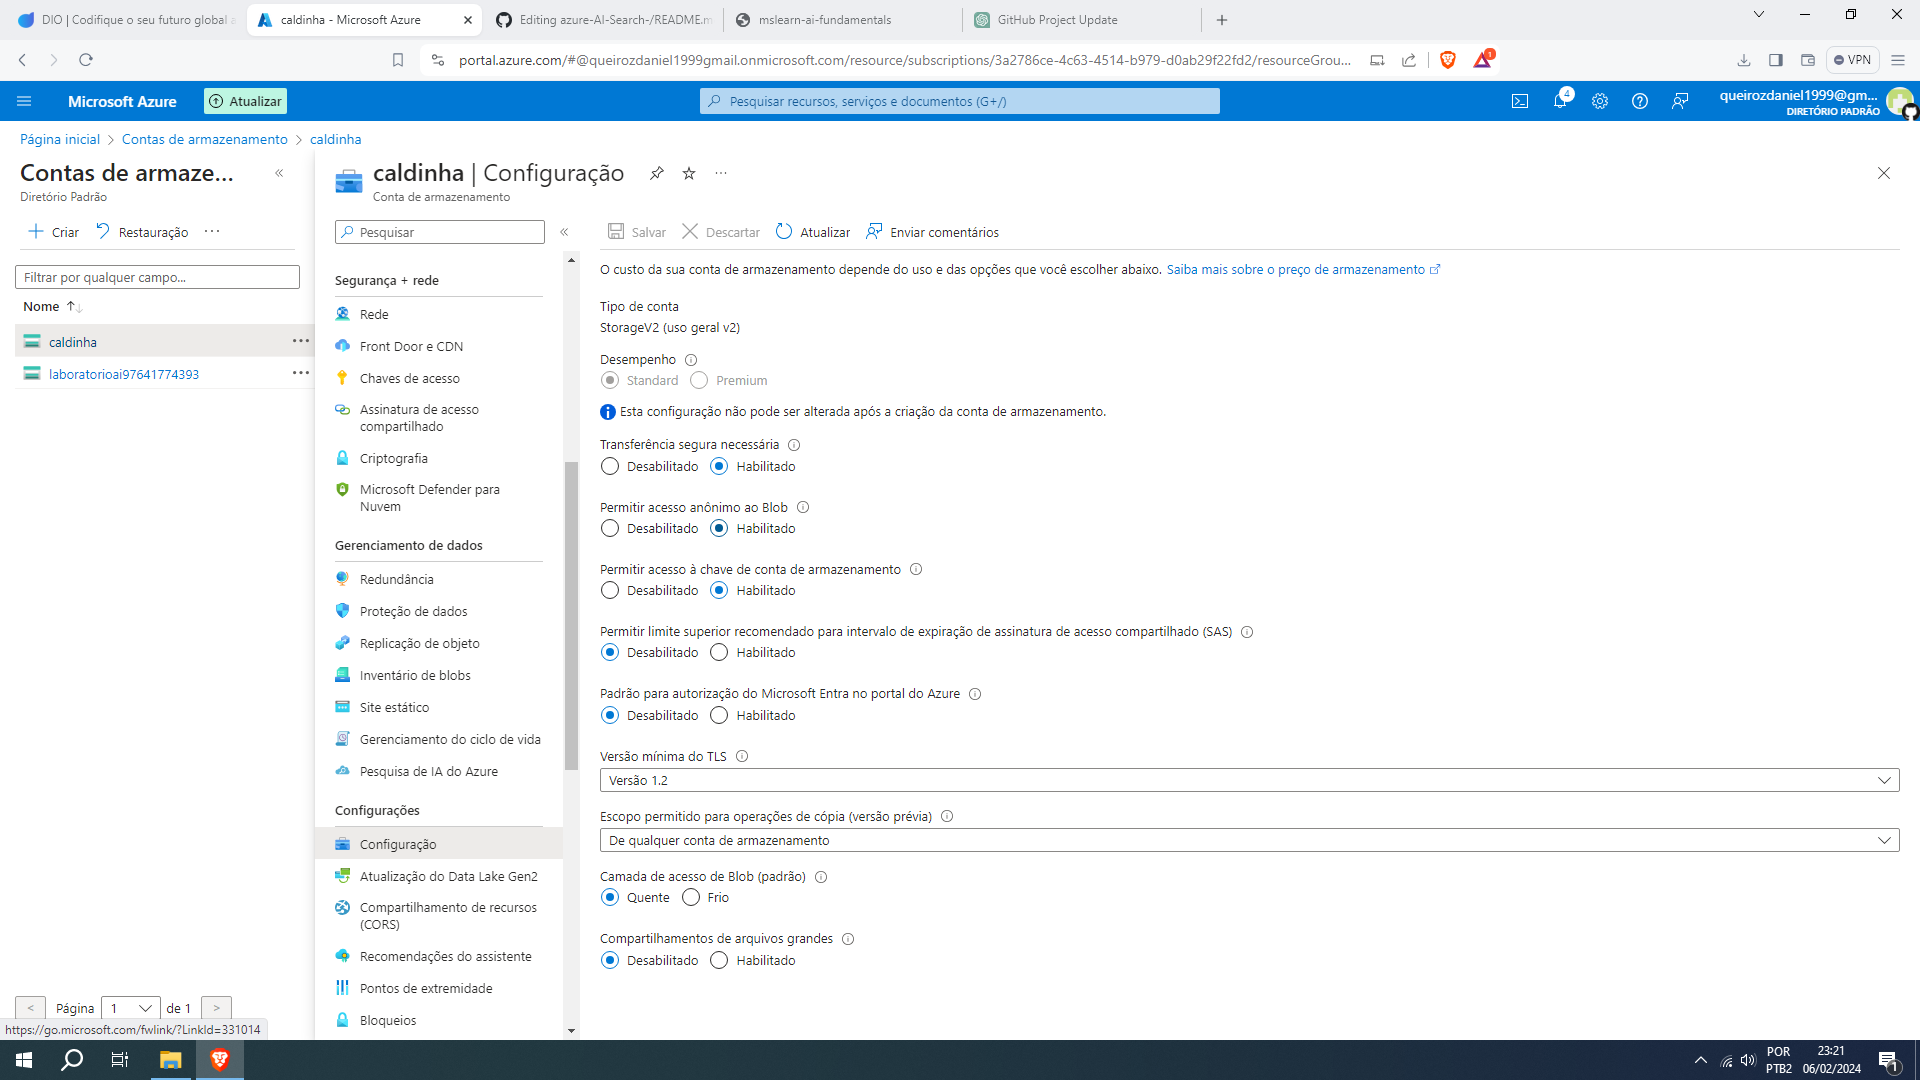 DIO | Codifique o seu futuro global a
caldinha - Microsoft Azure
Editing azure-AI-Search-/README.m
mslearn-ai-fundamentals
GitHub Project Update
portal.azure.com/#@queirozdaniel1999gmail.onmicrosoft.com/resource/subscriptions/3a2786ce-4c63-4514-b979-d0ab29f22fd2/resourceGrou...
1
VPN
Microsoft Azure
Atualizar
Pesquisar recursos, serviços e documentos (G+/)
4
queirozdaniel1999@gm...
DIRETÓRIO PADRÃO
Página inicial > Contas de armazenamento > caldinha
Contas de armaze...
Diretório Padrão
Criar
Restauração
Filtrar por qualquer campo...
Nome
caldinha
laboratorioai97641774393
< Página 1 de 1 >
https://go.microsoft.com/fwlink/?LinkId=331014
caldinha | Configuração
Conta de armazenamento
Pesquisar
Segurança + rede
Rede
Front Door e CDN
Chaves de acesso
Assinatura de acesso
compartilhado
Criptografia
Microsoft Defender para
Nuvem
Gerenciamento de dados
Redundância
Proteção de dados
Replicação de objeto
Inventário de blobs
Site estático
Gerenciamento do ciclo de vida
Pesquisa de IA do Azure
Configurações
Configuração
Atualização do Data Lake Gen2
Compartilhamento de recursos
(CORS)
Recomendações do assistente
Pontos de extremidade
Bloqueios
Salvar
Descartar
Atualizar
Enviar comentários
O custo da sua conta de armazenamento depende do uso e das opções que você escolher abaixo. Saiba mais sobre o preço de armazenamento
Tipo de conta
StorageV2 (uso geral v2)
Desempenho
Standard Premium
Esta configuração não pode ser alterada após a criação da conta de armazenamento.
Transferência segura necessária
Desabilitado Habilitado
Permitir acesso anônimo ao Blob
Desabilitado Habilitado
Permitir acesso à chave de conta de armazenamento
Desabilitado Habilitado
Permitir limite superior recomendado para intervalo de expiração de assinatura de acesso compartilhado (SAS)
Desabilitado Habilitado
Padrão para autorização do Microsoft Entra no portal do Azure
Desabilitado Habilitado
Versão mínima do TLS
Versão 1.2
Escopo permitido para operações de cópia (versão prévia)
De qualquer conta de armazenamento
Camada de acesso de Blob (padrão)
Quente Frio
Compartilhamentos de arquivos grandes
Desabilitado Habilitado
POR
PTB2
23:21
06/02/2024
1